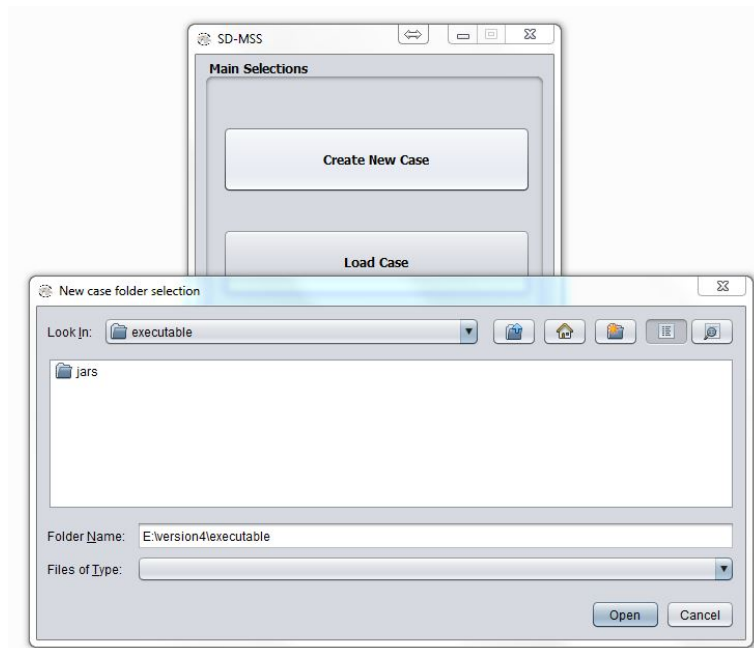 SD-MSS
Main Selections
Create New Case
Load Case
New case folder selection
Look In: executable
jars
Folder Name: E:\version4\executable
Files of Type:
Open Cancel